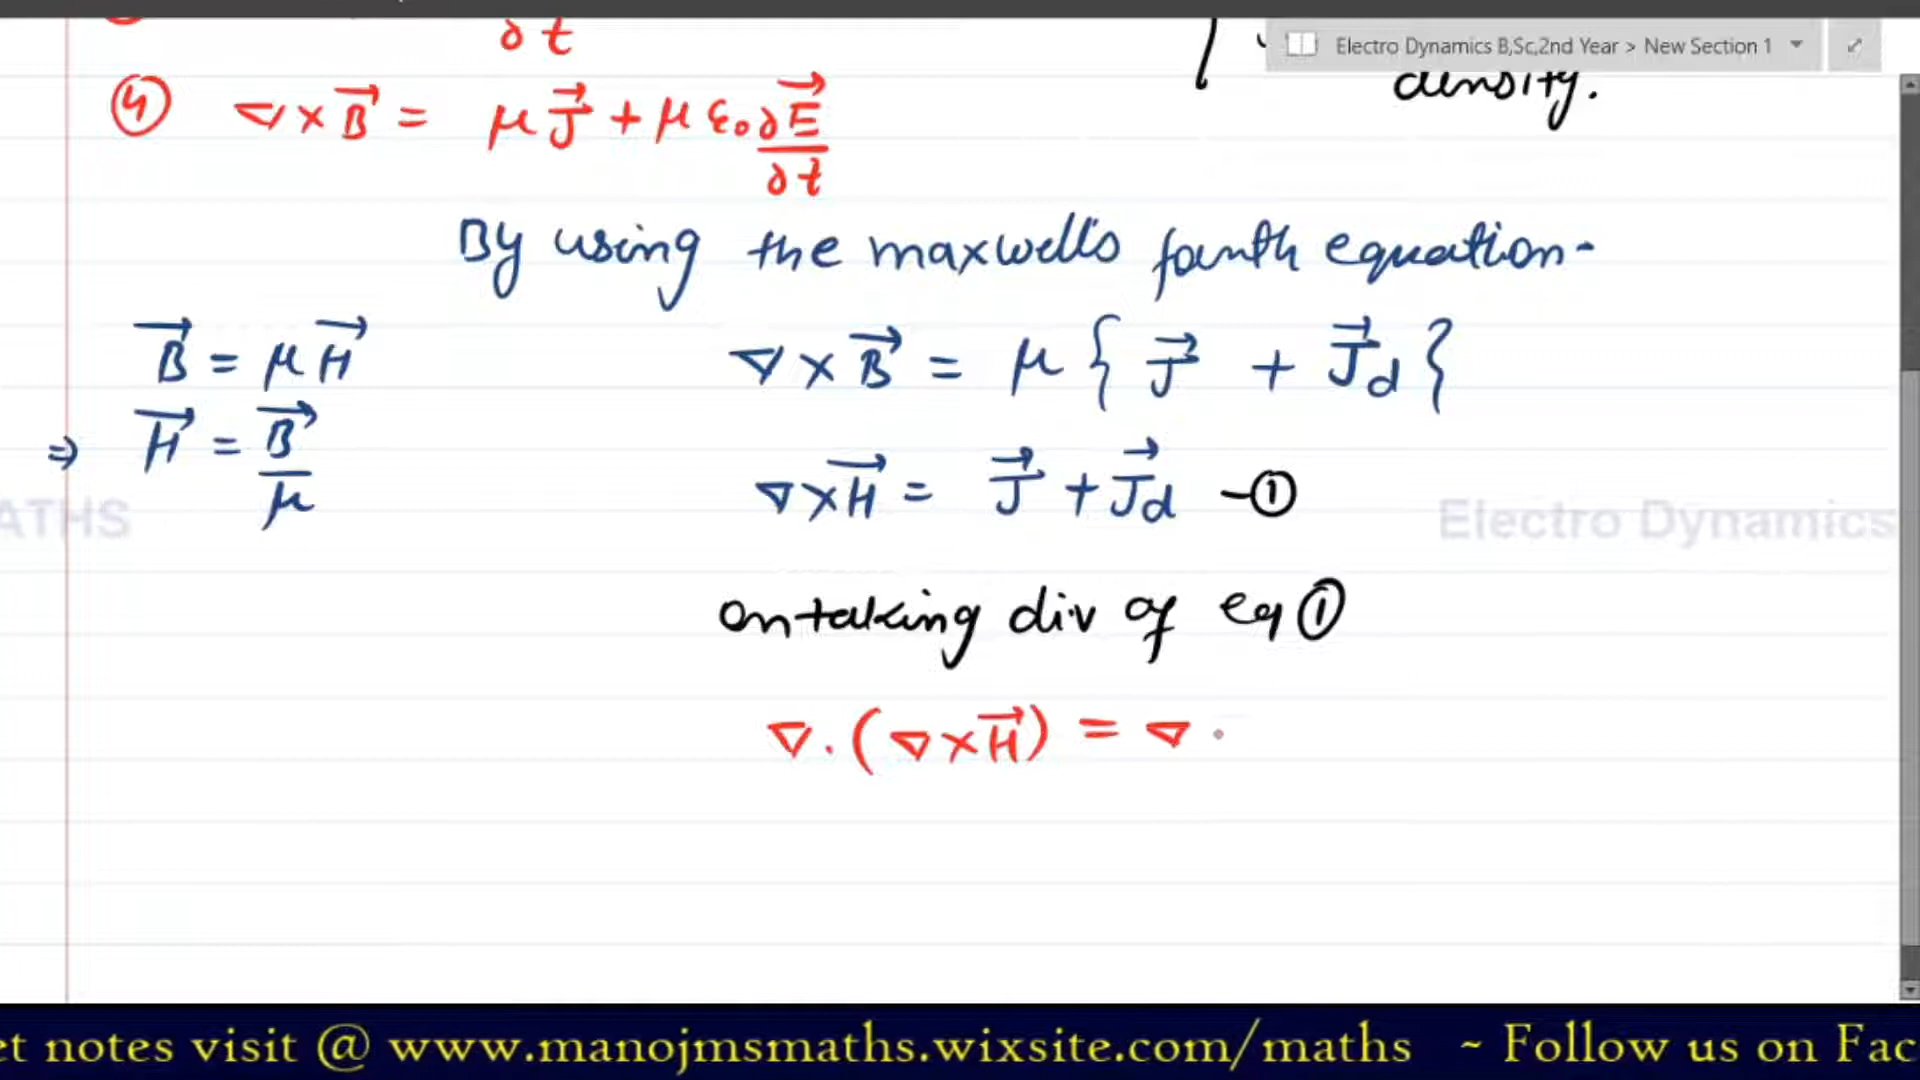 ∂t
Electro Dynamics B,Sc,2nd Year > New Section 1
density.
④ ∇×B⃗ = μJ⃗ + μ ε₀ ∂E⃗/∂t
By using the maxwell's fourth equation-
B⃗ = μH⃗
∇×B⃗ = μ { J⃗ + J⃗d }
⇒ H⃗ = B⃗/μ
∇×H⃗ = J⃗ + J⃗d -①
ATHS
Electro Dynamics
on taking div of eq ①
∇.(∇×H⃗) = ∇.
et notes visit @ www.manojmsmaths.wixsite.com/maths ~ Follow us on Fac